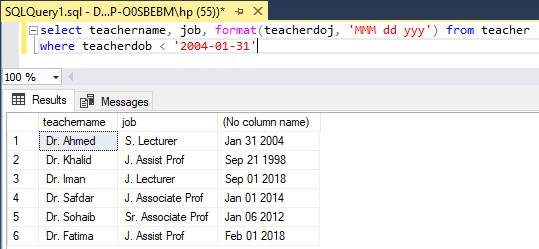 SQLQuery1.sql - D...P-O0SBEBM\hp (55))*
select teachername, job, format(teacherdoj, 'MMM dd yyy') from teacher
where teacherdob < '2004-01-31'
100 %
Results Messages
teachername job (No column name)
1 Dr. Ahmed S. Lecturer Jan 31 2004
2 Dr. Khalid J. Assist Prof Sep 21 1998
3 Dr. Iman J. Lecturer Sep 01 2018
4 Dr. Safdar J. Associate Prof Jan 01 2014
5 Dr. Sohaib Sr. Associate Prof Jan 06 2012
6 Dr. Fatima J. Assist Prof Feb 01 2018